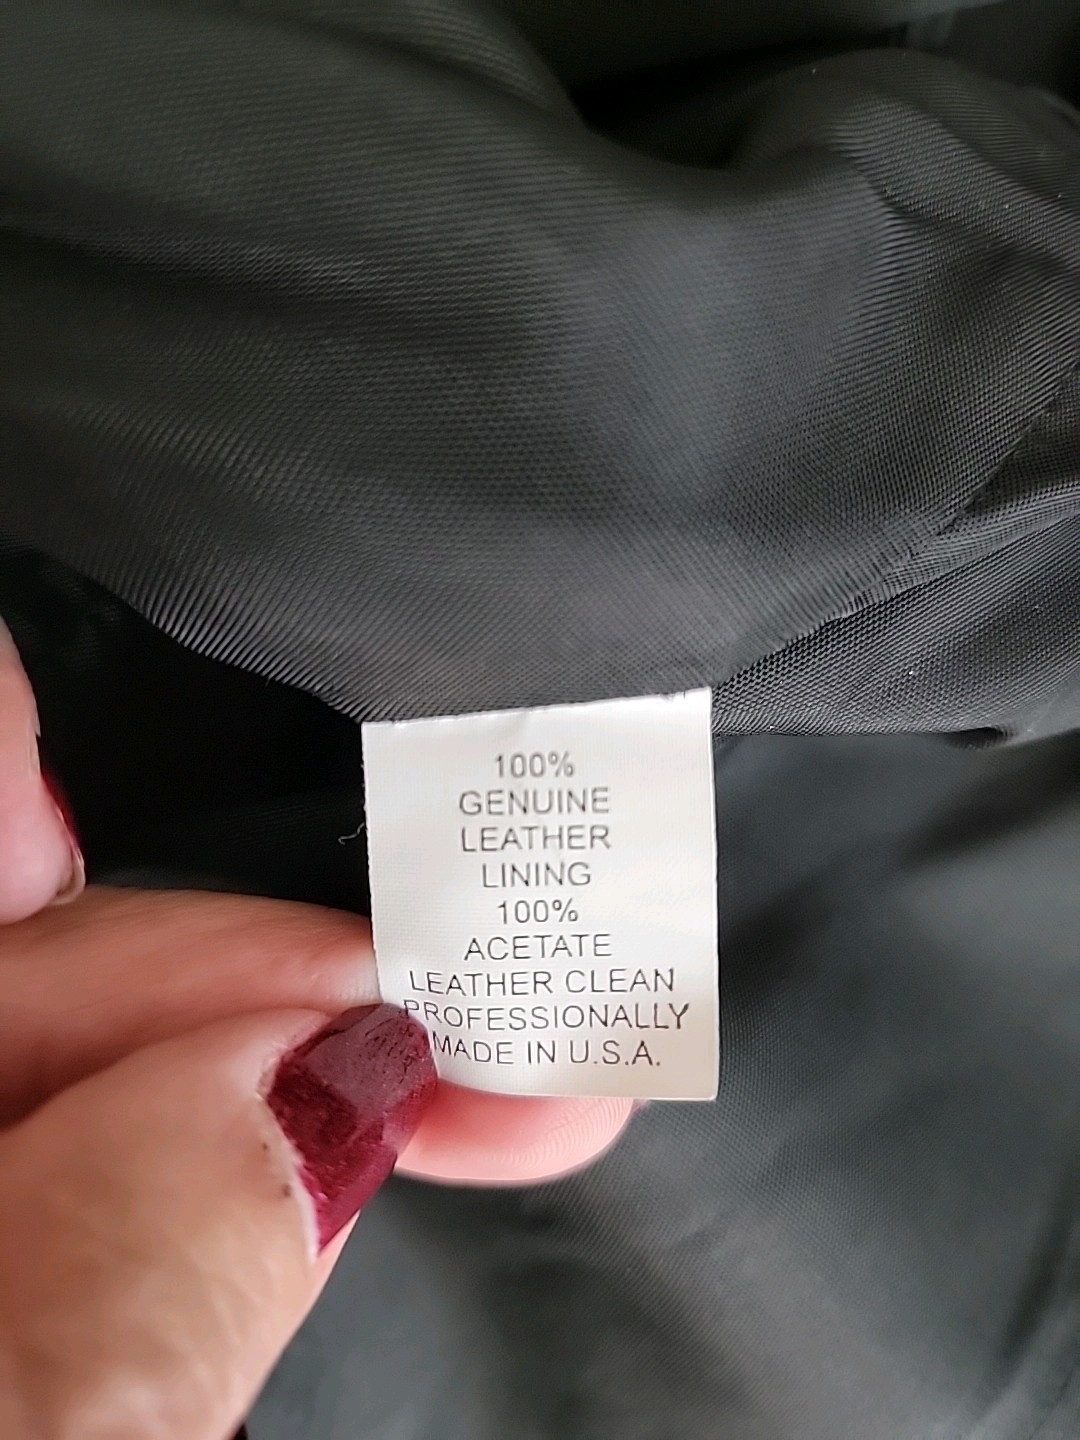 100%
GENUINE
LEATHER
LINING
100%
ACETATE
LEATHER CLEAN
PROFESSIONALLY
MADE IN U.S.A.